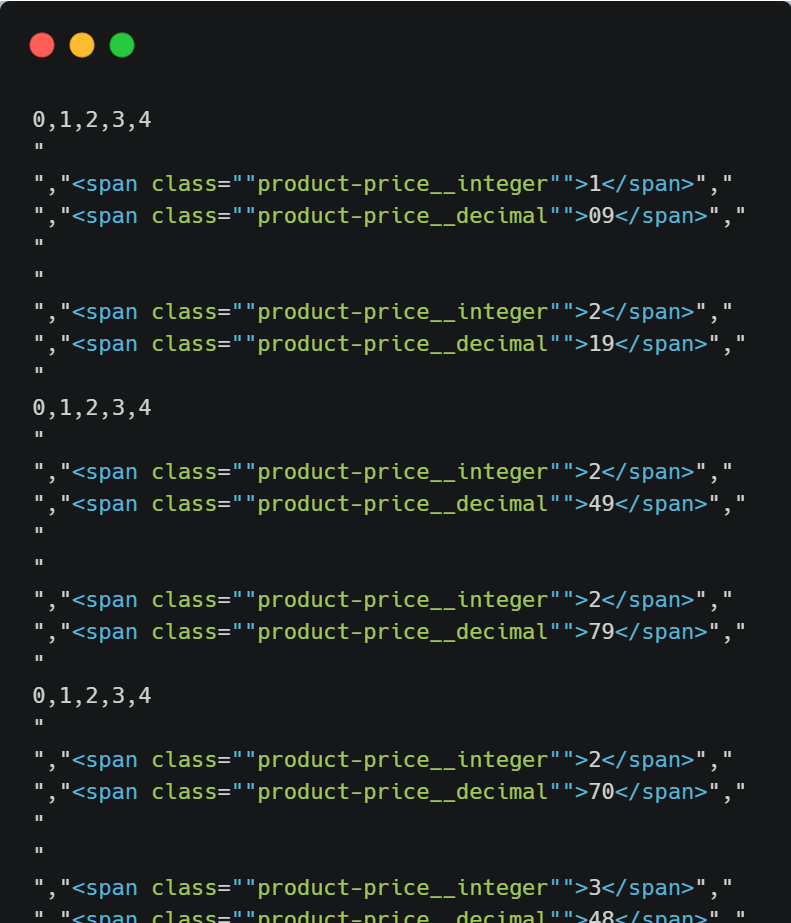 0,1,2,3,4
"
","<span class=""product-price__integer"">1</span>","
","<span class=""product-price__decimal"">09</span>","
"
"
","<span class=""product-price__integer"">2</span>","
","<span class=""product-price__decimal"">19</span>","
"
0,1,2,3,4
"
","<span class=""product-price__integer"">2</span>","
","<span class=""product-price__decimal"">49</span>","
"
"
","<span class=""product-price__integer"">2</span>","
","<span class=""product-price__decimal"">79</span>","
"
0,1,2,3,4
"
","<span class=""product-price__integer"">2</span>","
","<span class=""product-price__decimal"">70</span>","
"
"
","<span class=""product-price__integer"">3</span>","
","<span class=""product-price__decimal"">48</span>","